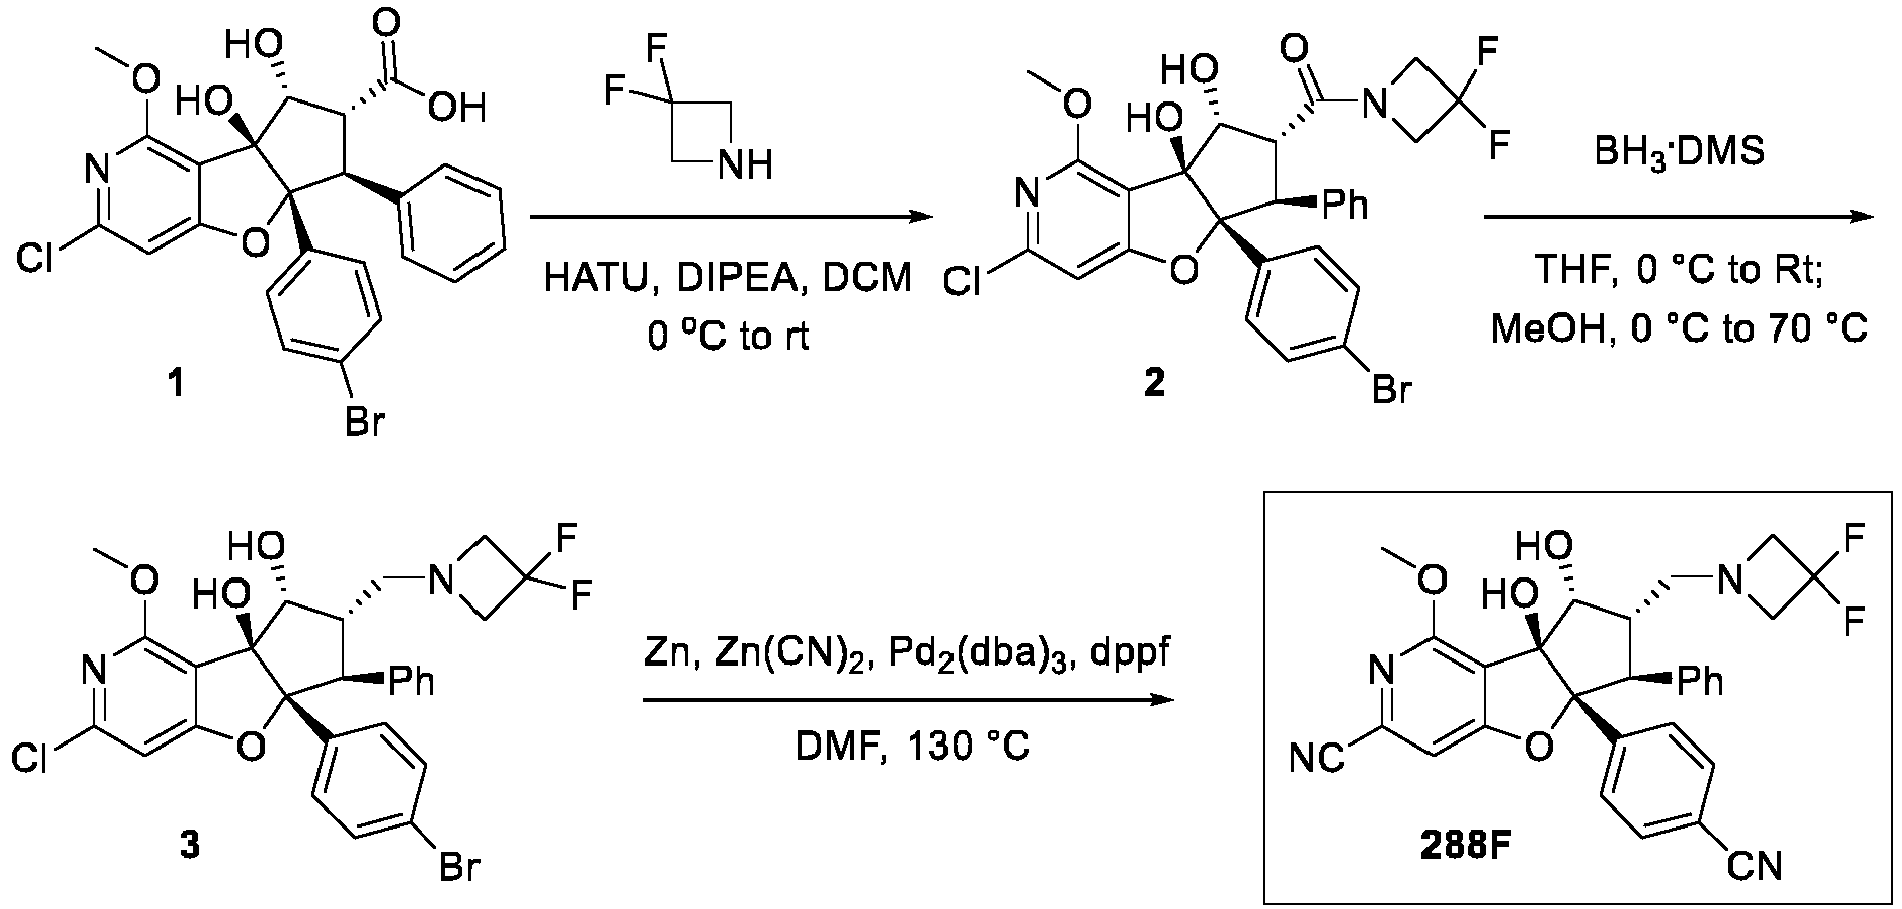 HO
O
O
HO
OH
N
O
Cl
Br
1
F
F
NH
HATU, DIPEA, DCM
0 ºC to rt
HO
O
O
HO
N
F
F
N
Ph
O
Cl
Br
2
BH₃·DMS
THF, 0 °C to Rt;
MeOH, 0 °C to 70 °C
HO
O
HO
N
F
F
N
Ph
O
Cl
Br
3
Zn, Zn(CN)₂, Pd₂(dba)₃, dppf
DMF, 130 °C
HO
O
HO
N
F
F
N
Ph
O
NC
CN
288F